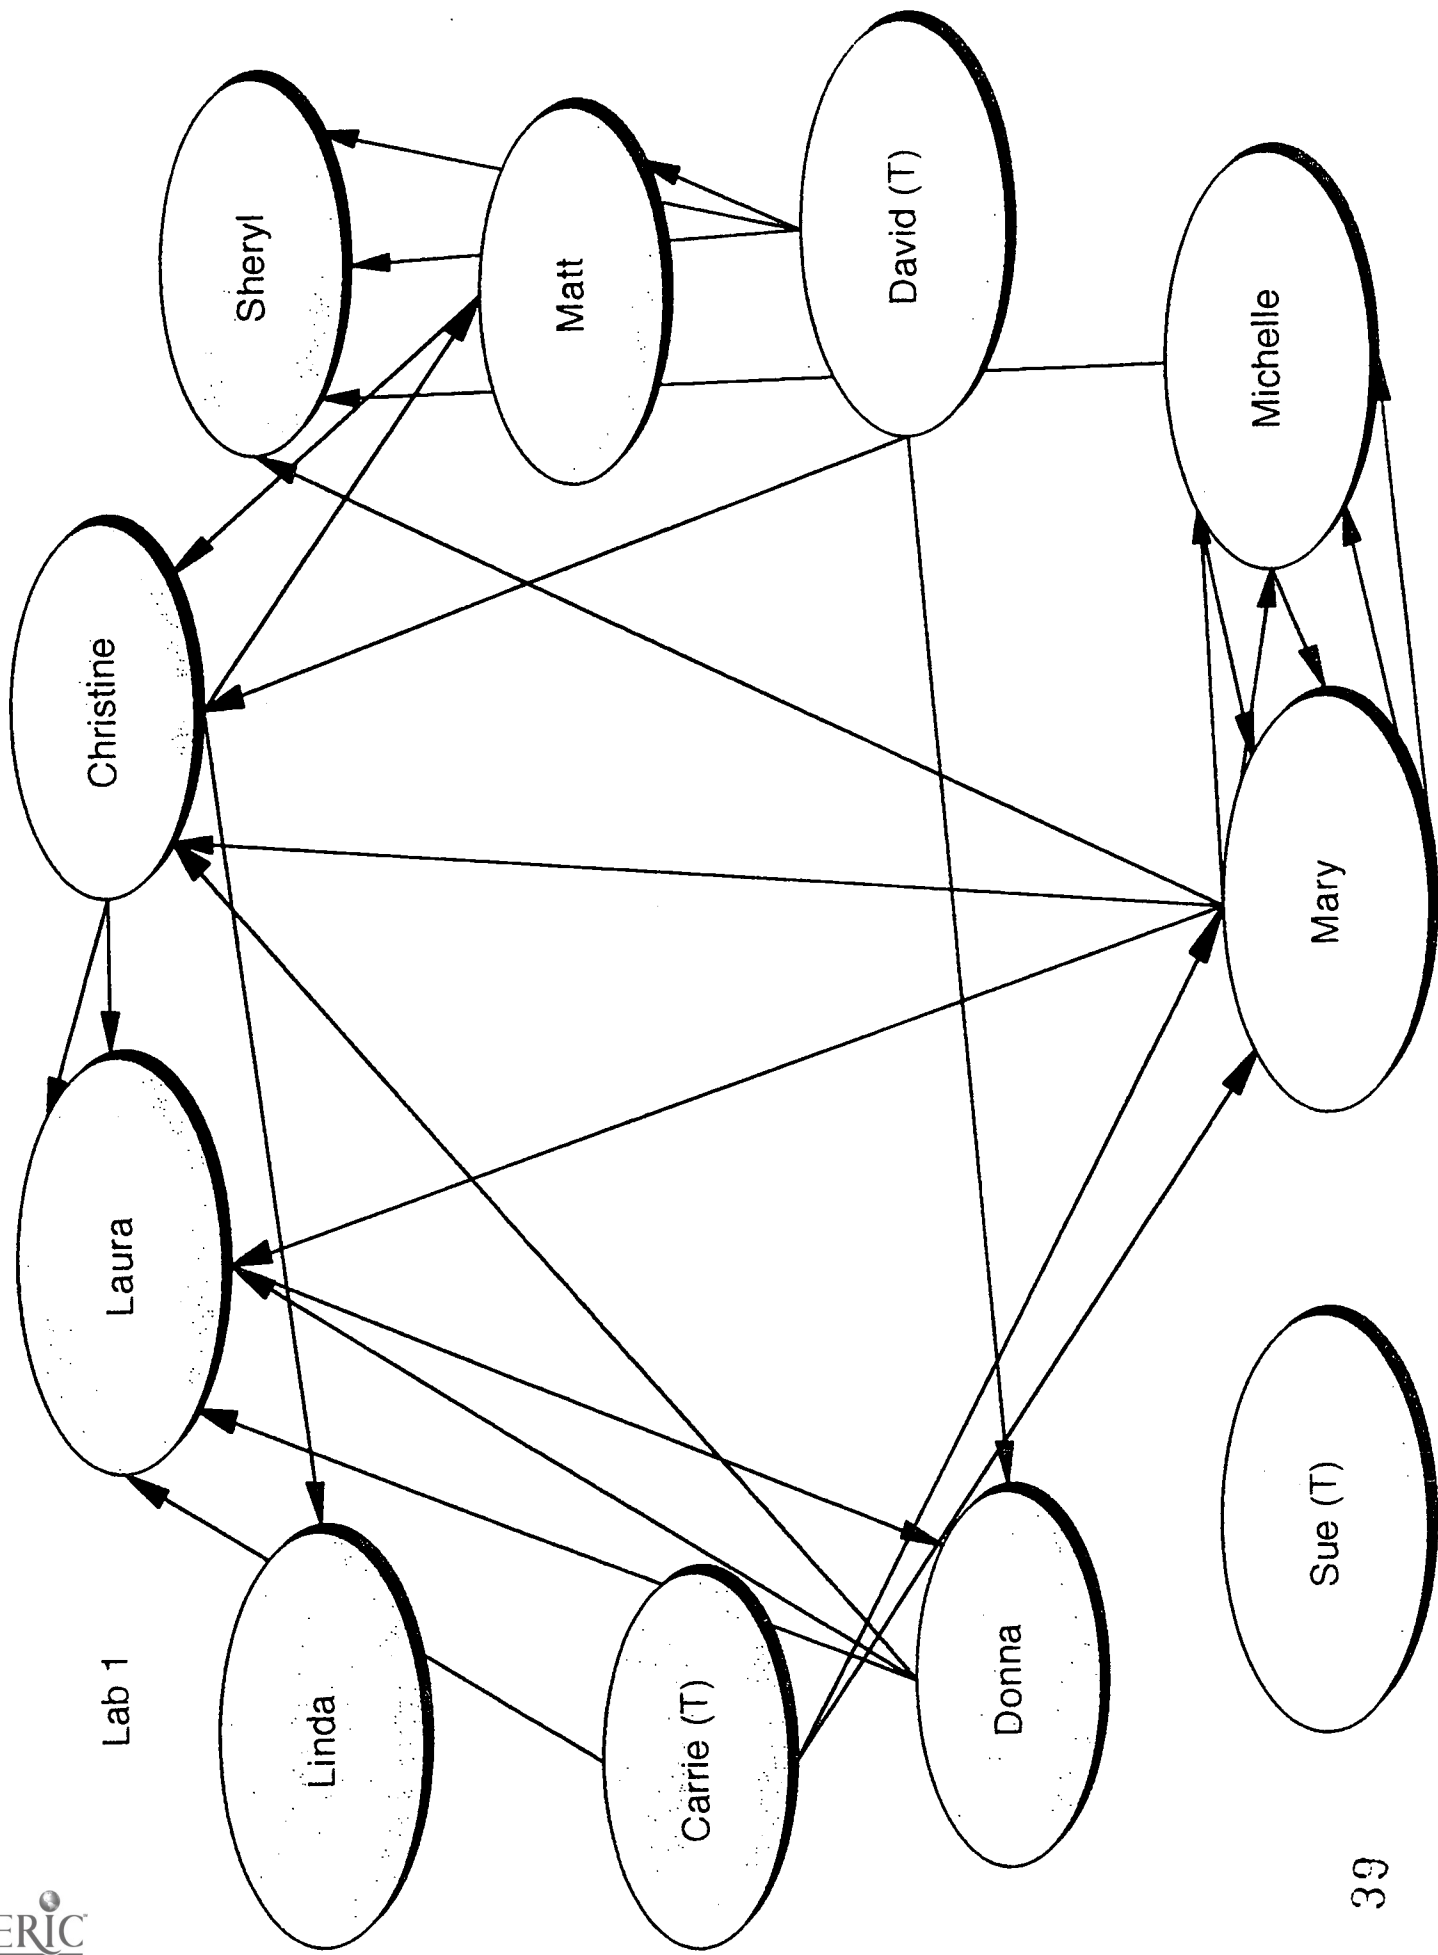 Lab 1
Linda
Laura
Christine
Sheryl
Carrie (T)
Matt
Donna
David (T)
Sue (T)
Mary
Michelle
39
ERIC